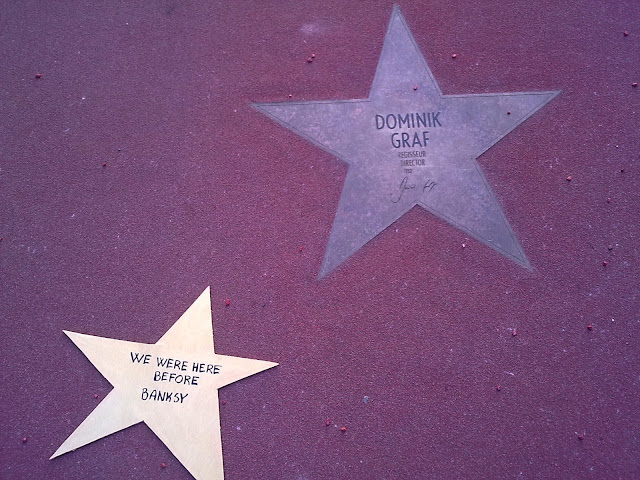 DOMINIK
GRAF
REGISSEUR
DIRECTOR
WE WERE HERE
BEFORE
BANKSY